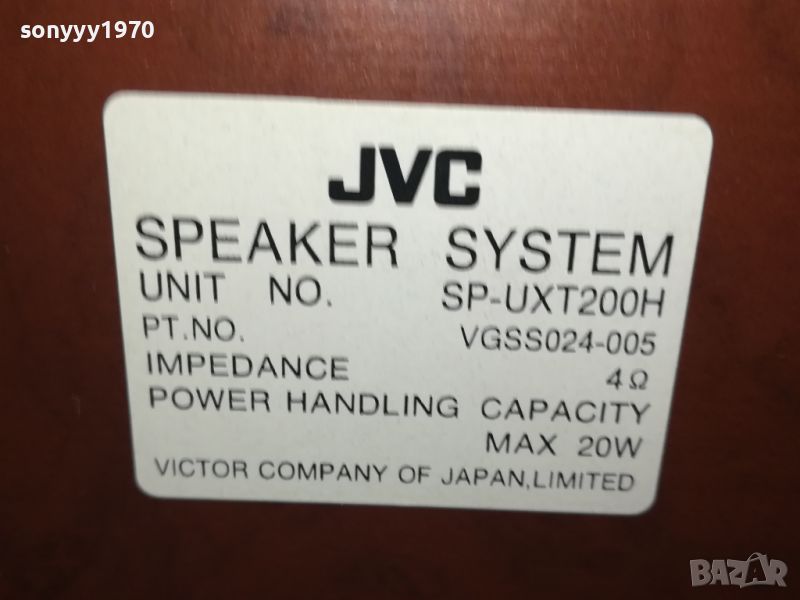 sonyyy1970
JVC
SPEAKER SYSTEM
UNIT NO. SP-UXT200H
PT.NO. VGSS024-005
IMPEDANCE 4Ω
POWER HANDLING CAPACITY
MAX 20W
VICTOR COMPANY OF JAPAN,LIMITED
BAZAR